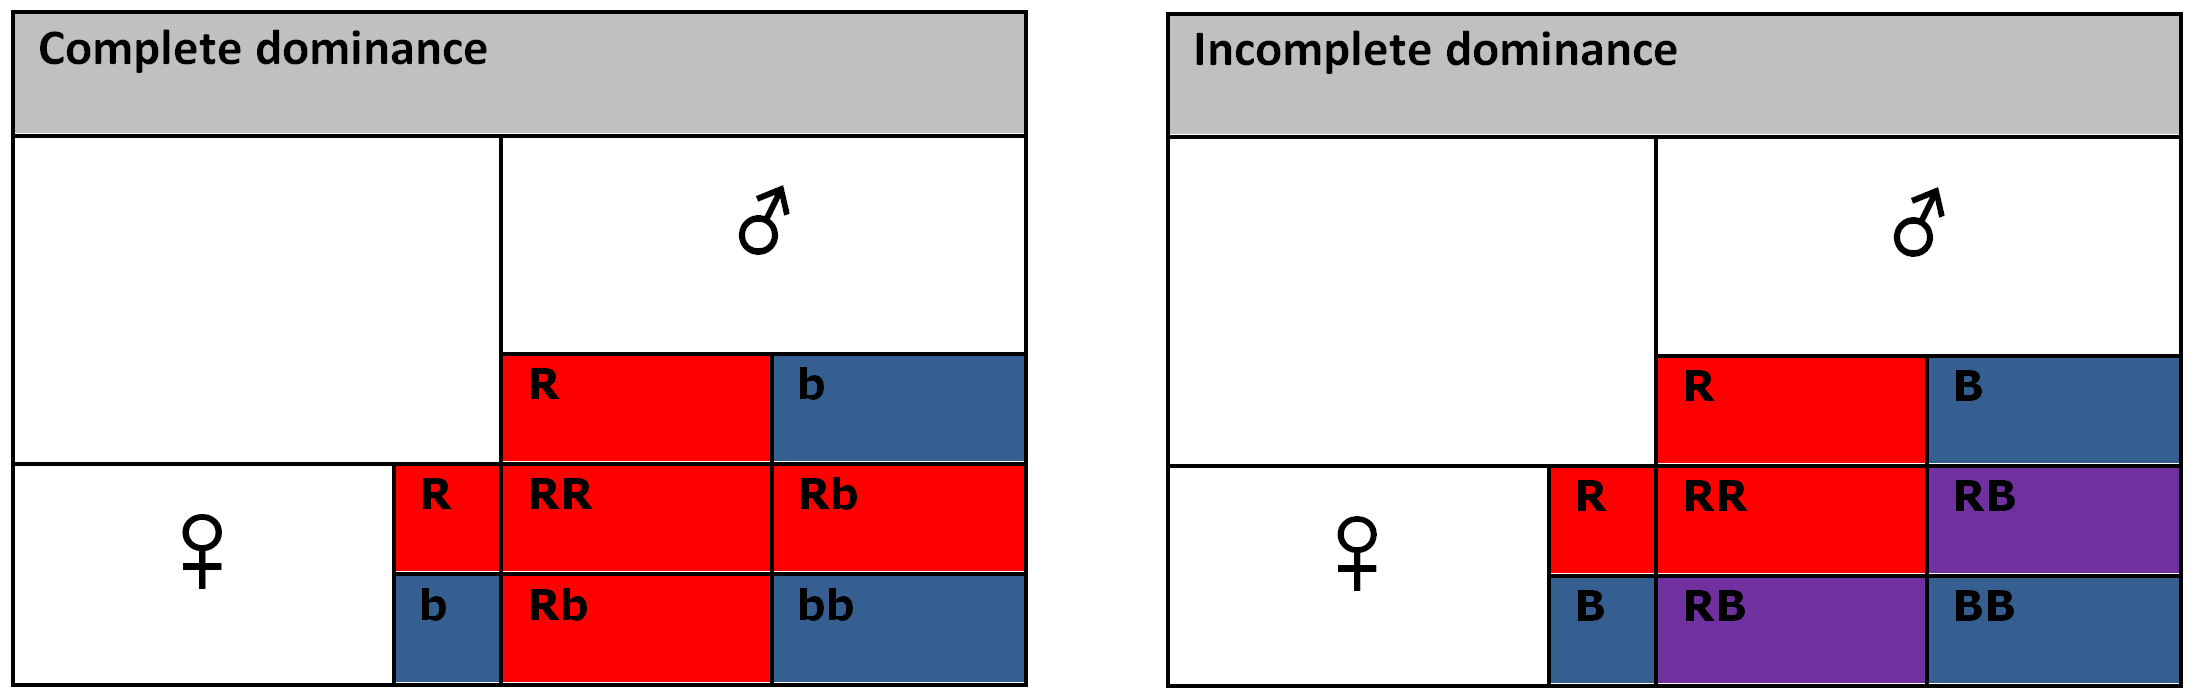 Complete dominance
♂
R b
♀ R RR Rb
b Rb bb
Incomplete dominance
♂
R B
♀ R RR RB
B RB BB